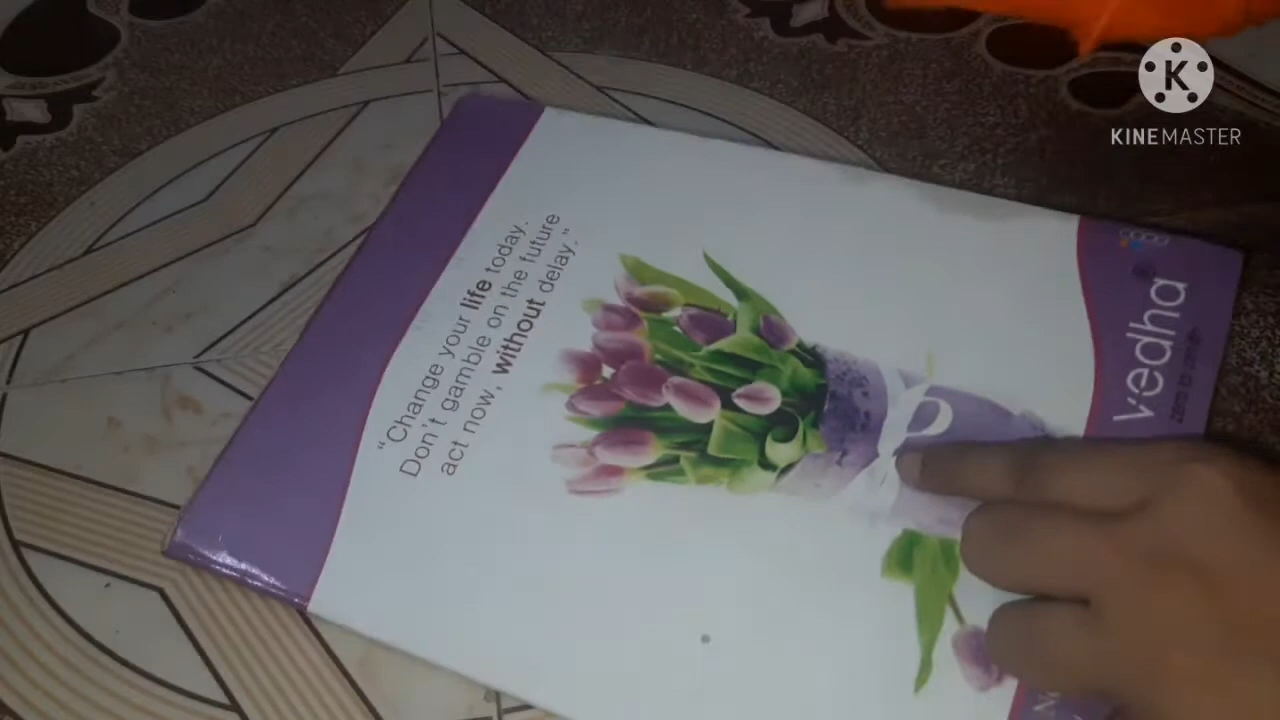 "Change your life today.
Don't gamble on the future
act now, without delay."
vedha
KINEMASTER